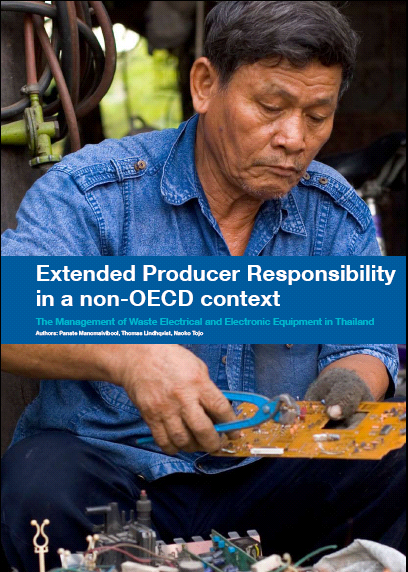 Extended Producer Responsibility
in a non-OECD context
The Management of Waste Electrical and Electronic Equipment in Thailand
Authors: Panate Manomaivibool, Thomas Lindhqvist, Naoko Tojo